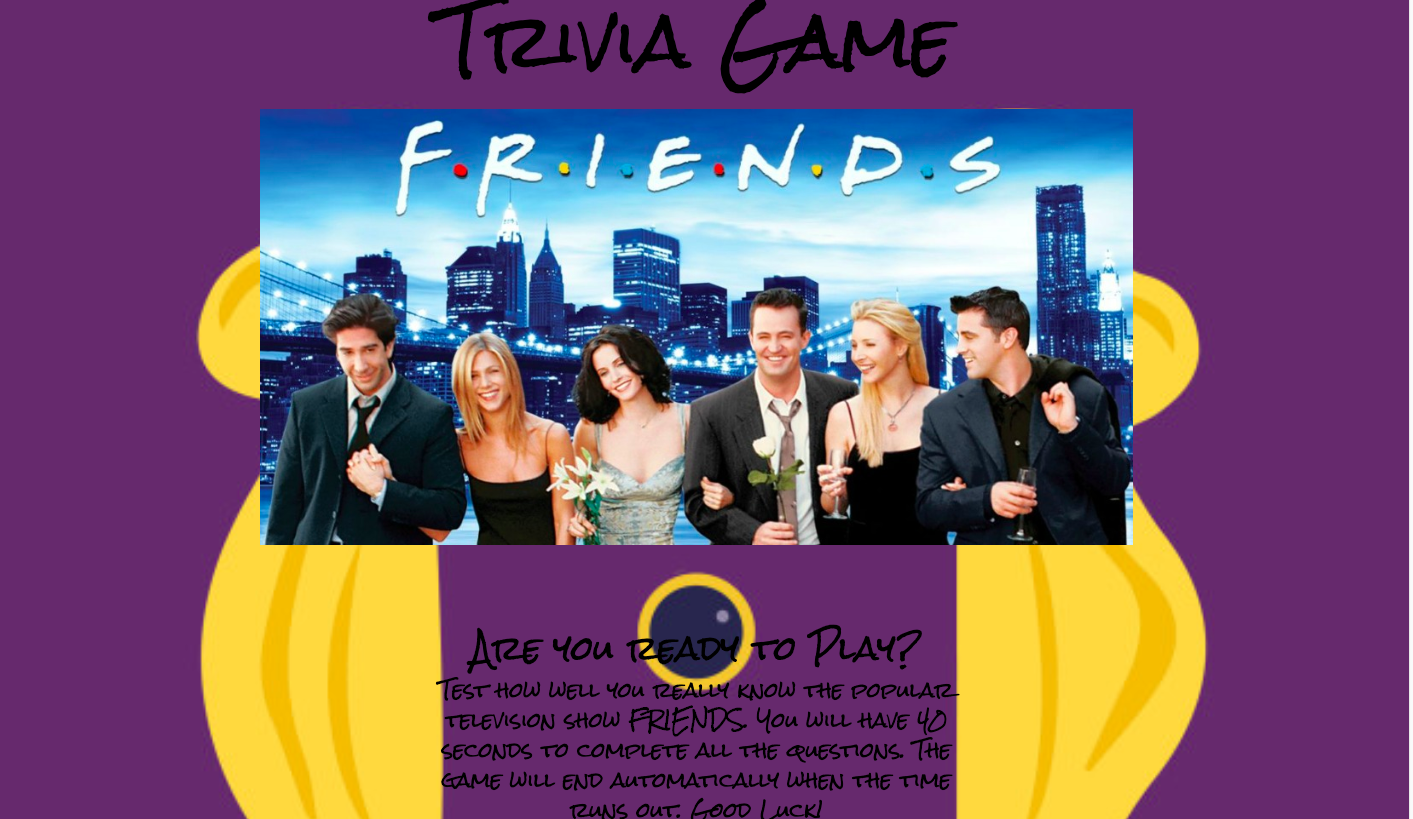 Trivia Game
F.R.I.E.N.D.S
Are you ready to Play?
Test how well you really know the popular
television show FRIENDS. You will have 40
seconds to complete all the questions. The
game will end automatically when the time
runs out. Good Luck!